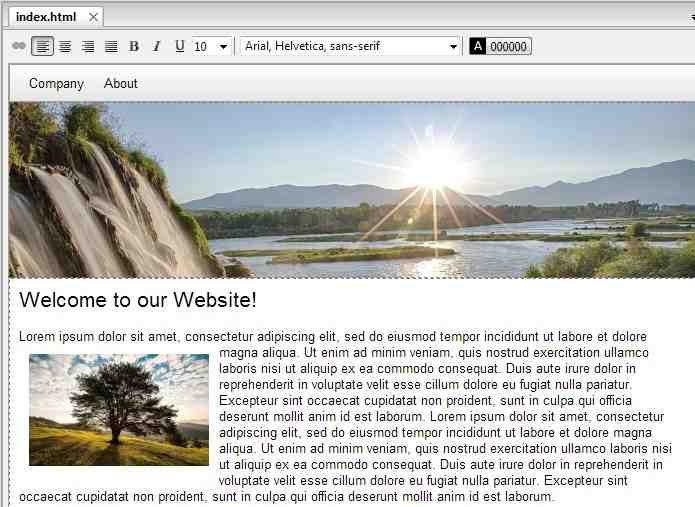 index.html
B I U 10 Arial, Helvetica, sans-serif A 000000
Company About
Welcome to our Website!
Lorem ipsum dolor sit amet, consectetur adipiscing elit, sed do eiusmod tempor incididunt ut labore et dolore
magna aliqua. Ut enim ad minim veniam, quis nostrud exercitation ullamco
laboris nisi ut aliquip ex ea commodo consequat. Duis aute irure dolor in
reprehenderit in voluptate velit esse cillum dolore eu fugiat nulla pariatur.
Excepteur sint occaecat cupidatat non proident, sunt in culpa qui officia
deserunt mollit anim id est laborum. Lorem ipsum dolor sit amet, consectetur
adipiscing elit, sed do eiusmod tempor incididunt ut labore et dolore magna
aliqua. Ut enim ad minim veniam, quis nostrud exercitation ullamco laboris nisi
ut aliquip ex ea commodo consequat. Duis aute irure dolor in reprehenderit in
voluptate velit esse cillum dolore eu fugiat nulla pariatur. Excepteur sint
occaecat cupidatat non proident, sunt in culpa qui officia deserunt mollit anim id est laborum.